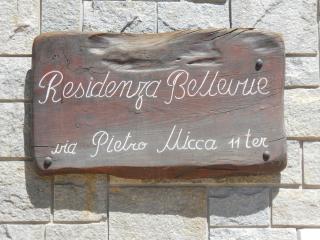 Residenza Bellevue
via Pietro Micca 11 ter